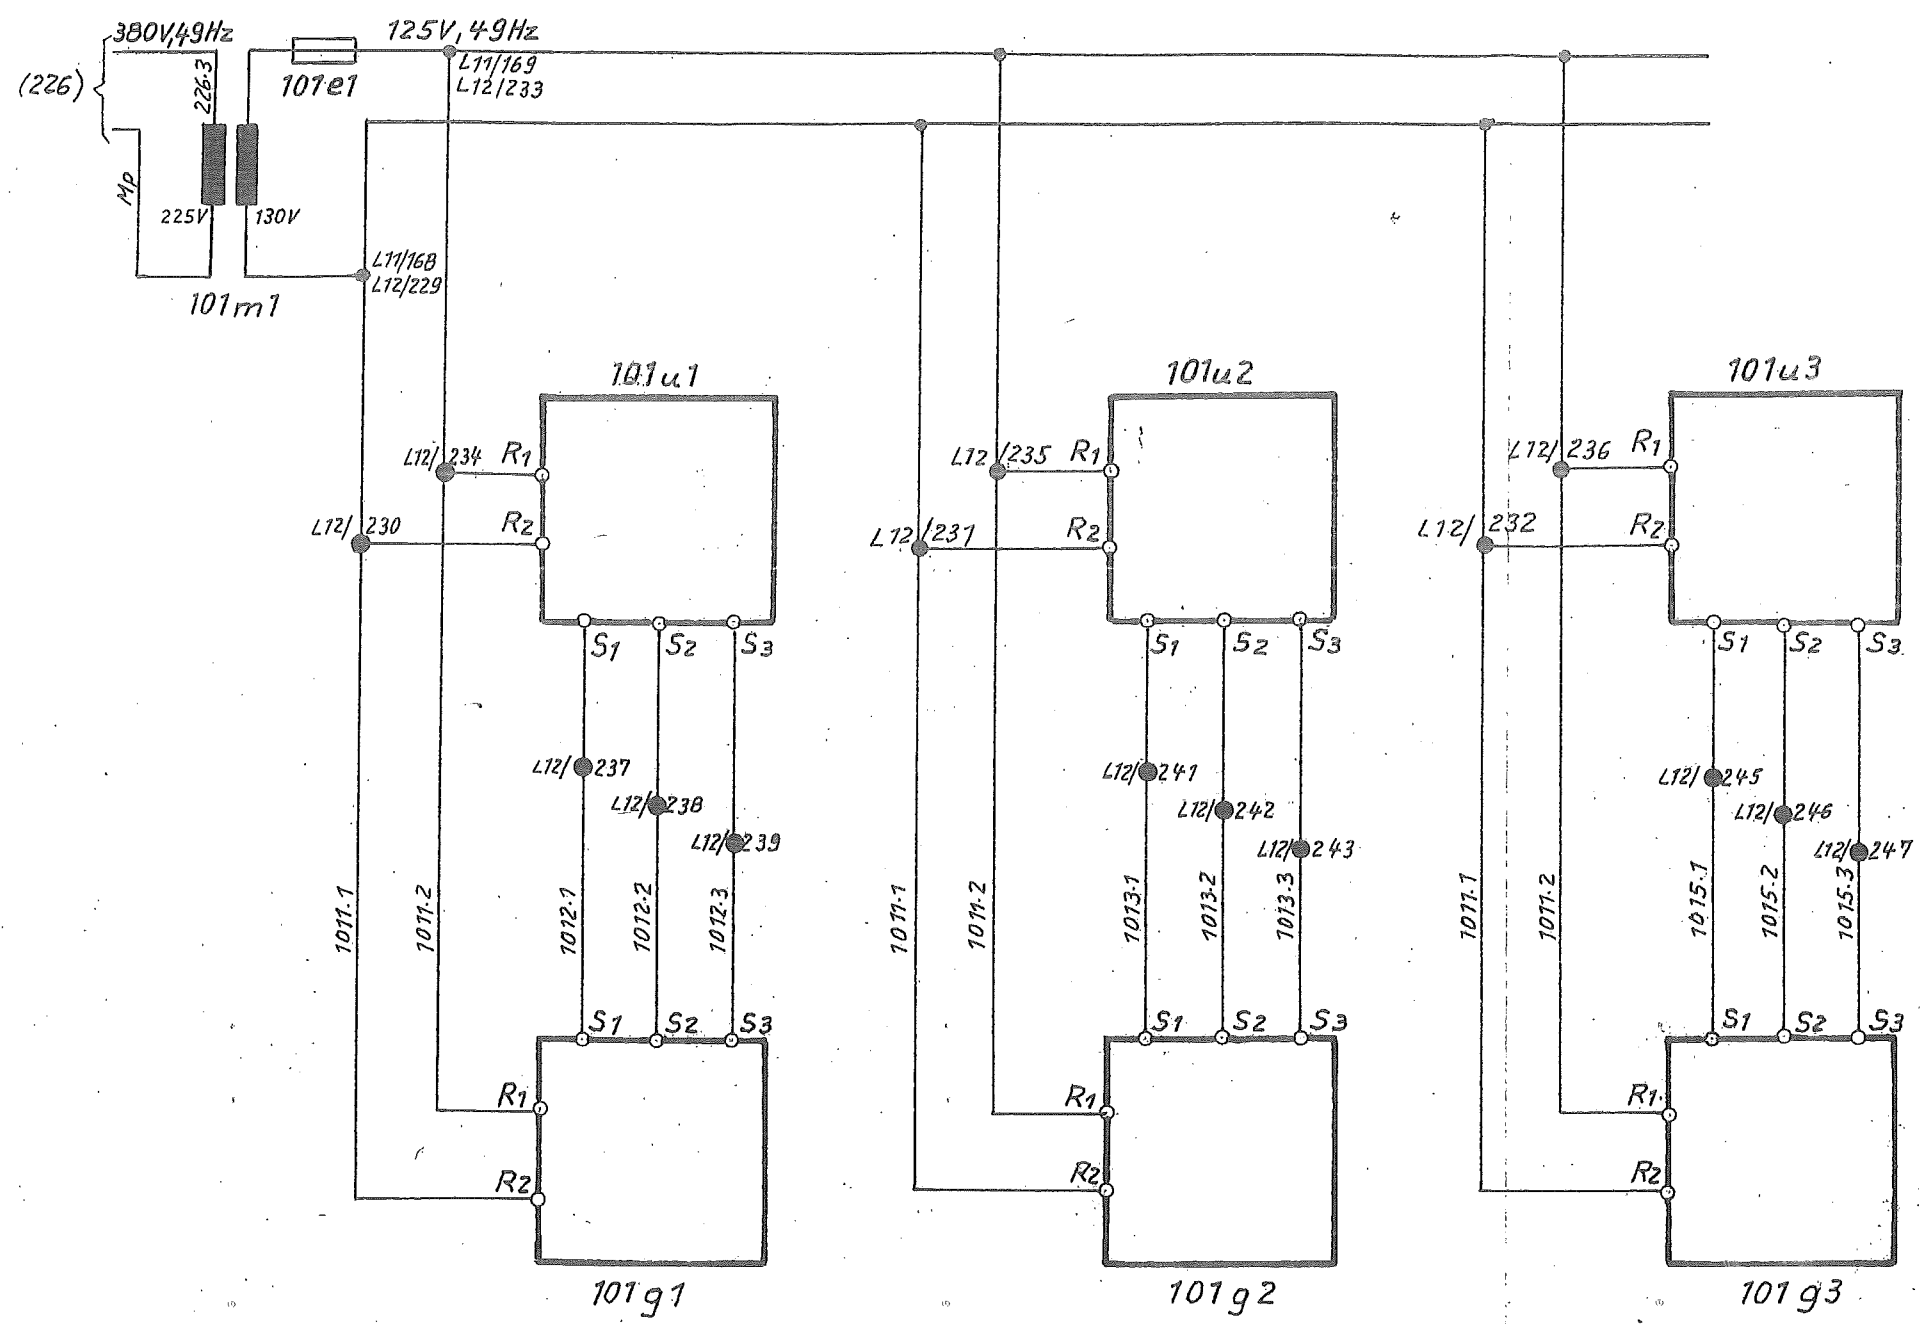 380V,49Hz
125V, 49Hz
(226)
226.3
101e1
L11/169
L12/233
Mp
225V
130V
L11/168
L12/229
101m1
101u1
101u2
101u3
L12/234
R1
L12/235
R1
L12/236
R1
L12/230
R2
L12/231
R2
L12/232
R2
S1
S2
S3
S1
S2
S3
S1
S2
S3
L12/237
L12/238
L12/239
L12/241
L12/242
L12/243
L12/245
L12/246
L12/247
1011.1
1011.2
1012.1
1012.2
1012.3
1011.1
1011.2
1013.1
1013.2
1013.3
1011.1
1011.2
1015.1
1015.2
1015.3
S1
S2
S3
S1
S2
S3
S1
S2
S3
R1
R1
R1
R2
R2
R2
101g1
101g2
101g3